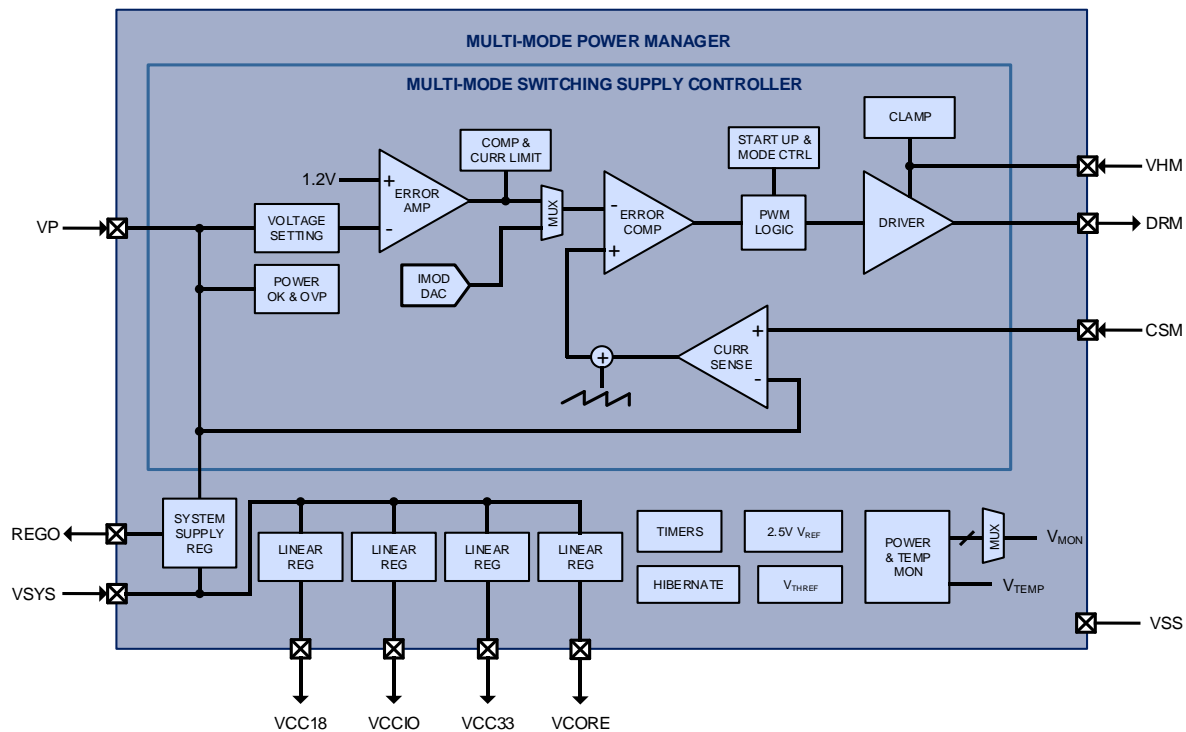 MULTI-MODE POWER MANAGER
MULTI-MODE SWITCHING SUPPLY CONTROLLER
CLAMP
COMP &
CURR LIMIT
START UP &
MODE CTRL
VHM
1.2V
+
ERROR
AMP
-
MUX
-
ERROR
COMP
+
PWM
LOGIC
DRIVER
VP
VOLTAGE
SETTING
DRM
POWER
OK & OVP
IMOD
DAC
+
CURR
SENSE
-
CSM
+
REGO
SYSTEM
SUPPLY
REG
LINEAR
REG
LINEAR
REG
LINEAR
REG
LINEAR
REG
TIMERS
2.5V VREF
POWER
& TEMP
MON
MUX
VMON
VSYS
HIBERNATE
VTHREF
VTEMP
VSS
VCC18
VCCIO
VCC33
VCORE